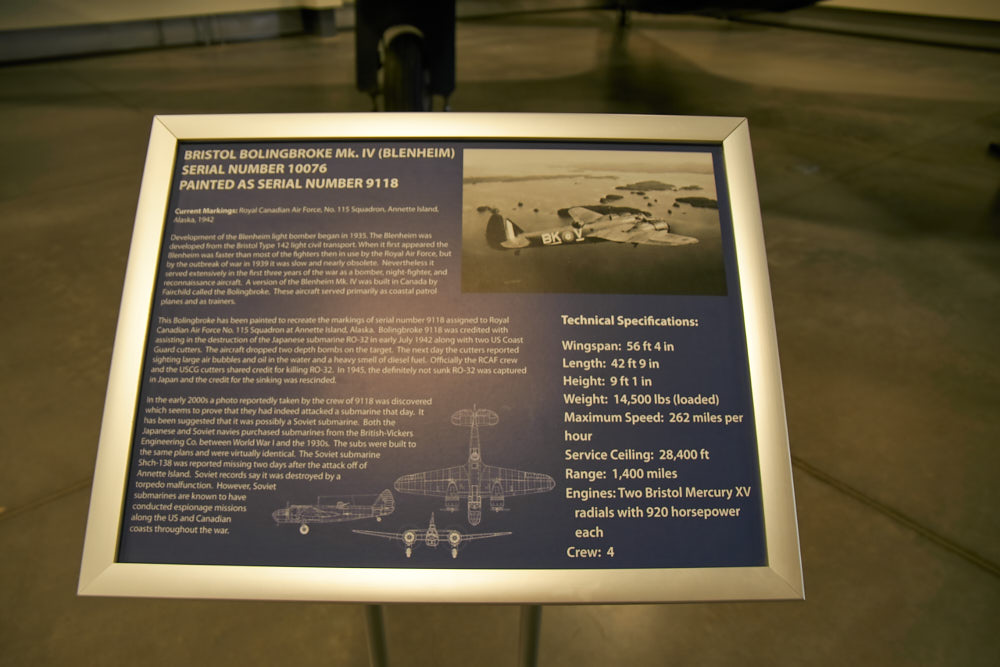 BRISTOL BOLINGBROKE Mk. IV (BLENHEIM)
SERIAL NUMBER 10076
PAINTED AS SERIAL NUMBER 9118
Current Markings: Royal Canadian Air Force, No. 115 Squadron, Annette Island,
Alaska, 1942
Development of the Blenheim light bomber began in 1935. The Blenheim was
developed from the Bristol Type 142 light civil transport. When it first appeared the
Blenheim was faster than most of the fighters then in use by the Royal Air Force, but
by the outbreak of war in 1939 it was slow and nearly obsolete. Nevertheless it
served extensively in the first three years of the war as a bomber, night-fighter, and
reconnaissance aircraft. A version of the Blenheim Mk. IV was built in Canada by
Fairchild called the Bolingbroke. These aircraft served primarily as coastal patrol
planes and as trainers.
This Bolingbroke has been painted to recreate the markings of serial number 9118 assigned to Royal
Canadian Air Force No. 115 Squadron at Annette Island, Alaska. Bolingbroke 9118 was credited with
assisting in the destruction of the Japanese submarine RO-32 in early July 1942 along with two US Coast
Guard cutters. The aircraft dropped two depth bombs on the target. The next day the cutters reported
sighting large air bubbles and oil in the water and a heavy smell of diesel fuel. Officially the RCAF crew
and the USCG cutters shared credit for killing RO-32. In 1945, the definitely not sunk RO-32 was captured
in Japan and the credit for the sinking was rescinded.
In the early 2000s a photo reportedly taken by the crew of 9118 was discovered
which seems to prove that they had indeed attacked a submarine that day. It
has been suggested that it was possibly a Soviet submarine. Both the
Japanese and Soviet navies purchased submarines from the British-Vickers
Engineering Co. between World War I and the 1930s. The subs were built to
the same plans and were virtually identical. The Soviet submarine
Shch-138 was reported missing two days after the attack off of
Annette Island. Soviet records say it was destroyed by a
torpedo malfunction. However, Soviet
submarines are known to have
conducted espionage missions
along the US and Canadian
coasts throughout the war.
BK Y
Technical Specifications:
Wingspan: 56 ft 4 in
Length: 42 ft 9 in
Height: 9 ft 1 in
Weight: 14,500 lbs (loaded)
Maximum Speed: 262 miles per
hour
Service Ceiling: 28,400 ft
Range: 1,400 miles
Engines: Two Bristol Mercury XV
radials with 920 horsepower
each
Crew: 4